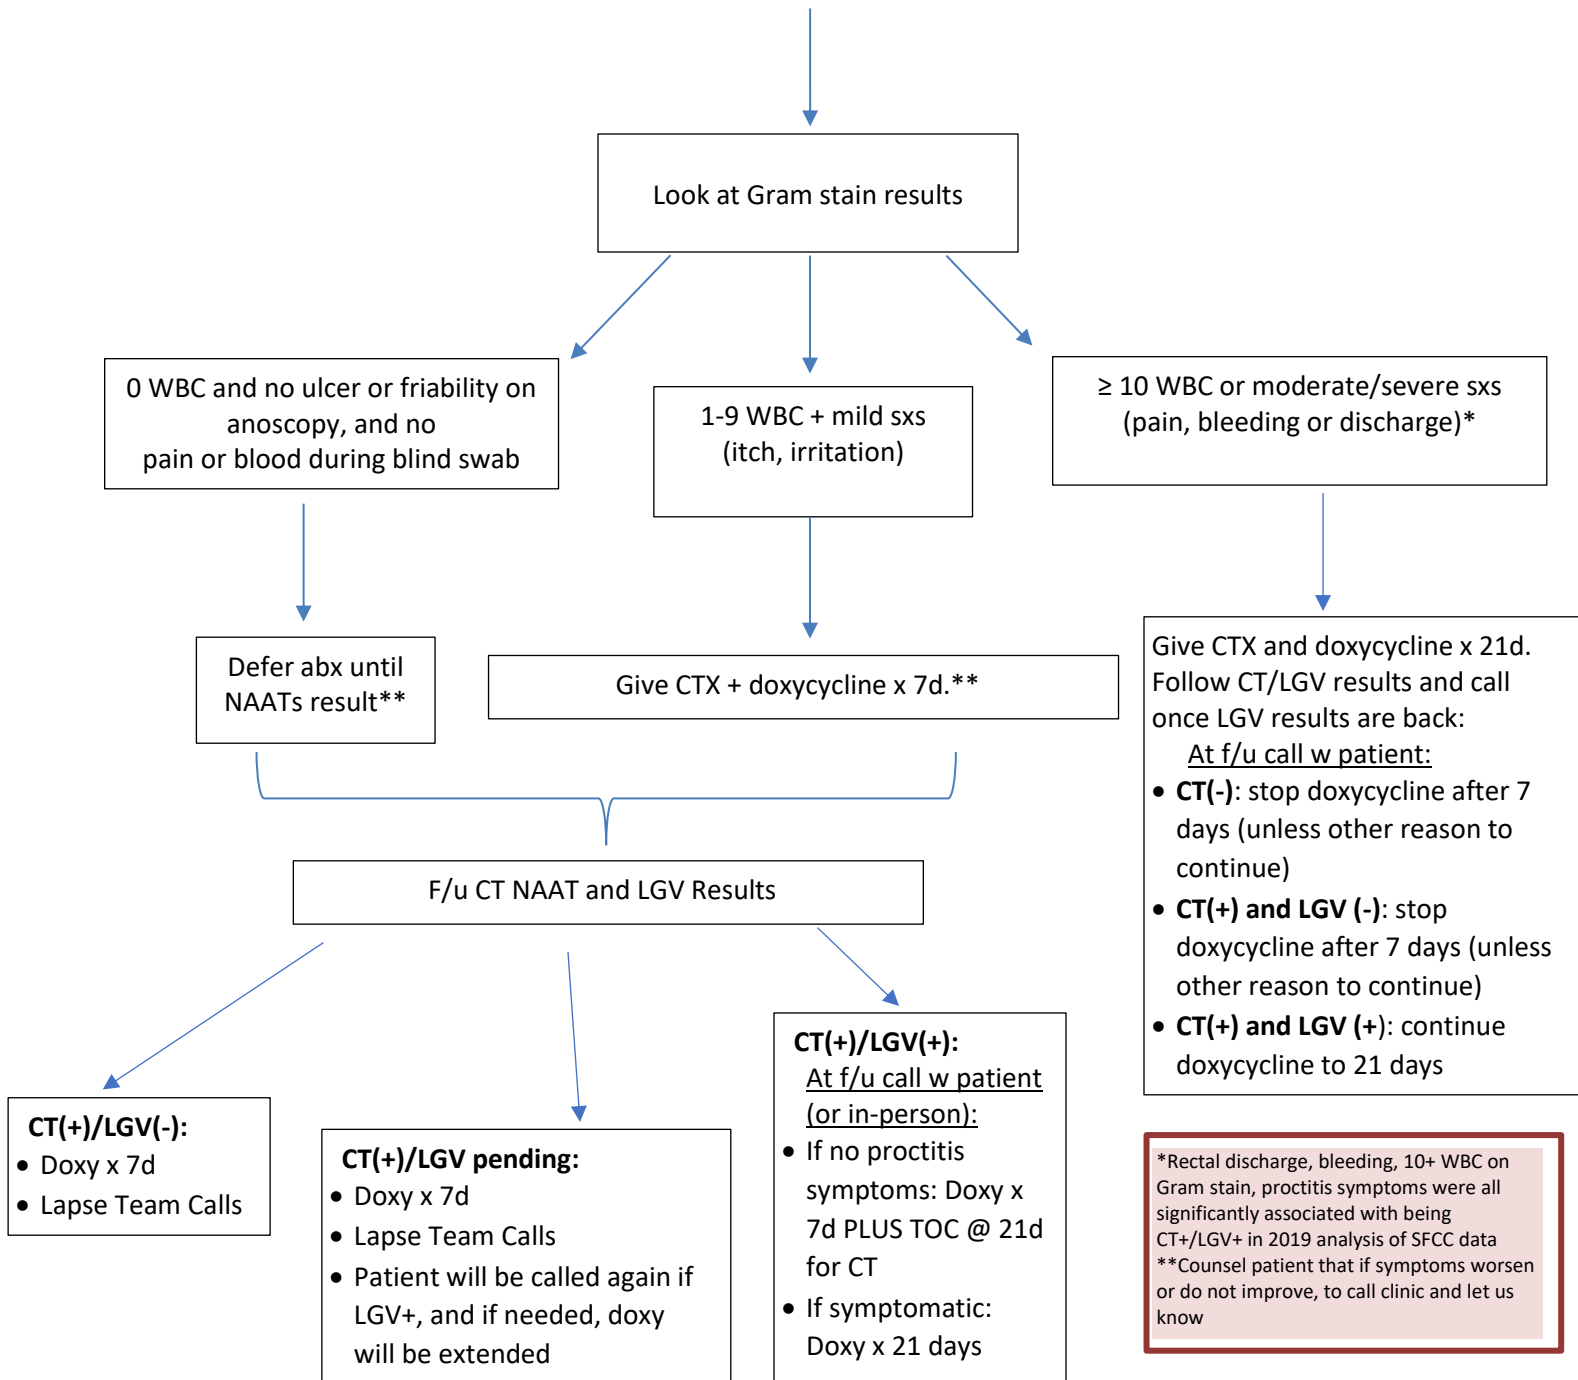 Look at Gram stain results
0 WBC and no ulcer or friability on
anoscopy, and no
pain or blood during blind swab
1-9 WBC + mild sxs
(itch, irritation)
≥ 10 WBC or moderate/severe sxs
(pain, bleeding or discharge)*
Defer abx until
NAATs result**
Give CTX + doxycycline x 7d.**
Give CTX and doxycycline x 21d.
Follow CT/LGV results and call
once LGV results are back:
At f/u call w patient:
• CT(-): stop doxycycline after 7
days (unless other reason to
continue)
• CT(+) and LGV (-): stop
doxycycline after 7 days (unless
other reason to continue)
• CT(+) and LGV (+): continue
doxycycline to 21 days
F/u CT NAAT and LGV Results
CT(+)/LGV(-):
• Doxy x 7d
• Lapse Team Calls
CT(+)/LGV pending:
• Doxy x 7d
• Lapse Team Calls
• Patient will be called again if
LGV+, and if needed, doxy
will be extended
CT(+)/LGV(+):
At f/u call w patient
(or in-person):
• If no proctitis
symptoms: Doxy x
7d PLUS TOC @ 21d
for CT
• If symptomatic:
Doxy x 21 days
*Rectal discharge, bleeding, 10+ WBC on
Gram stain, proctitis symptoms were all
significantly associated with being
CT+/LGV+ in 2019 analysis of SFCC data
**Counsel patient that if symptoms worsen
or do not improve, to call clinic and let us
know